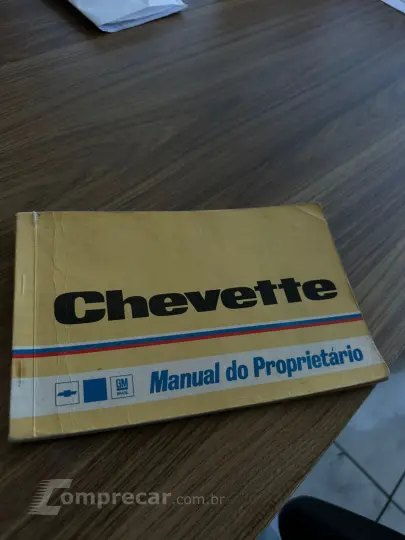 Chevette
Manual do Proprietário
GM
Comprecar.com.br